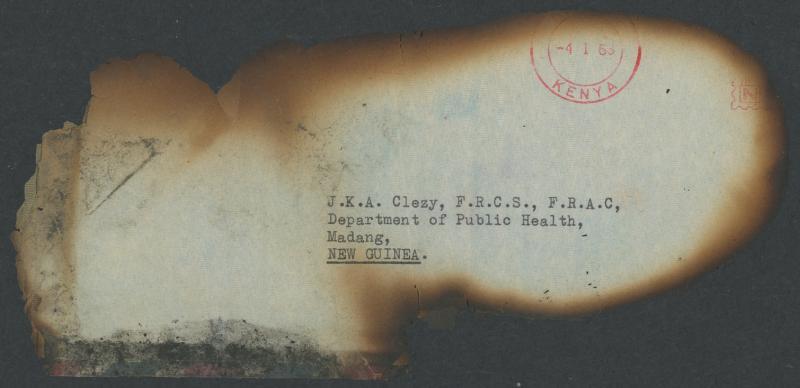 -4 I 63
KENYA
J.K.A. Clezy, F.R.C.S., F.R.A.C,
Department of Public Health,
Madang,
NEW GUINEA.